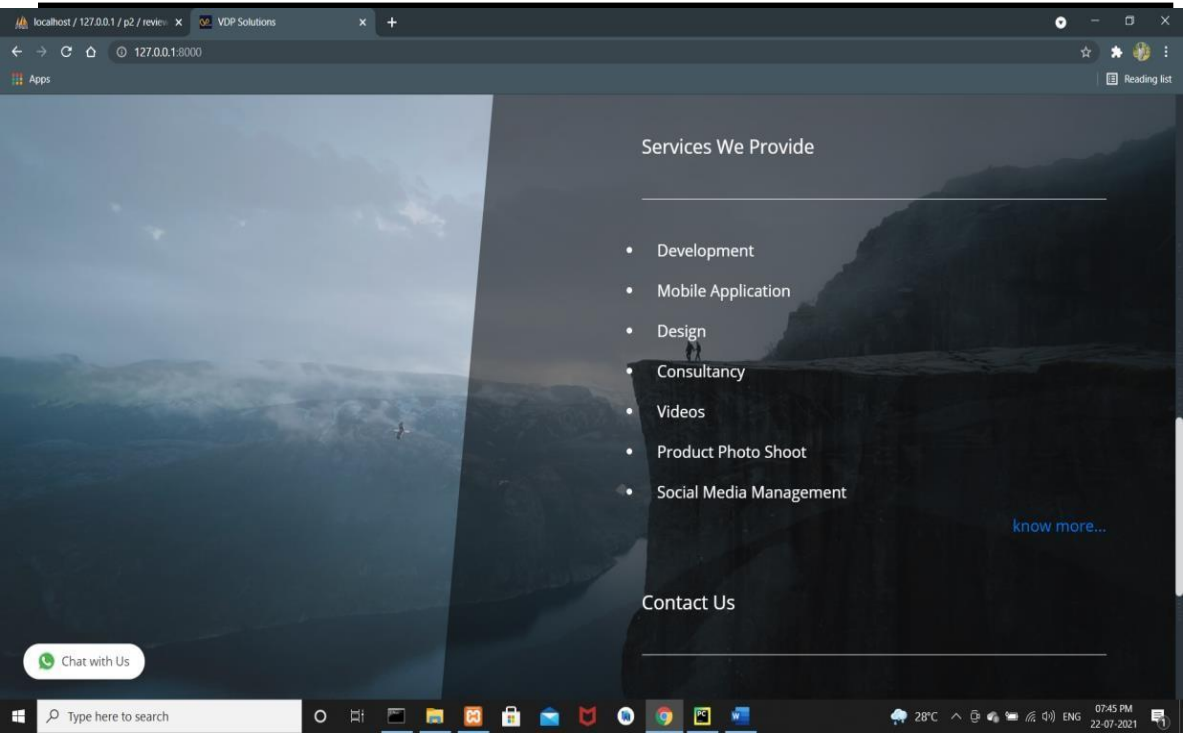 localhost / 127.0.0.1 / p2 / review
VDP Solutions
127.0.0.1:8000
Apps
Reading list
Services We Provide
• Development
• Mobile Application
• Design
• Consultancy
• Videos
• Product Photo Shoot
• Social Media Management
know more...
Contact Us
Chat with Us
Type here to search
28°C
ENG
07:45 PM
22-07-2021